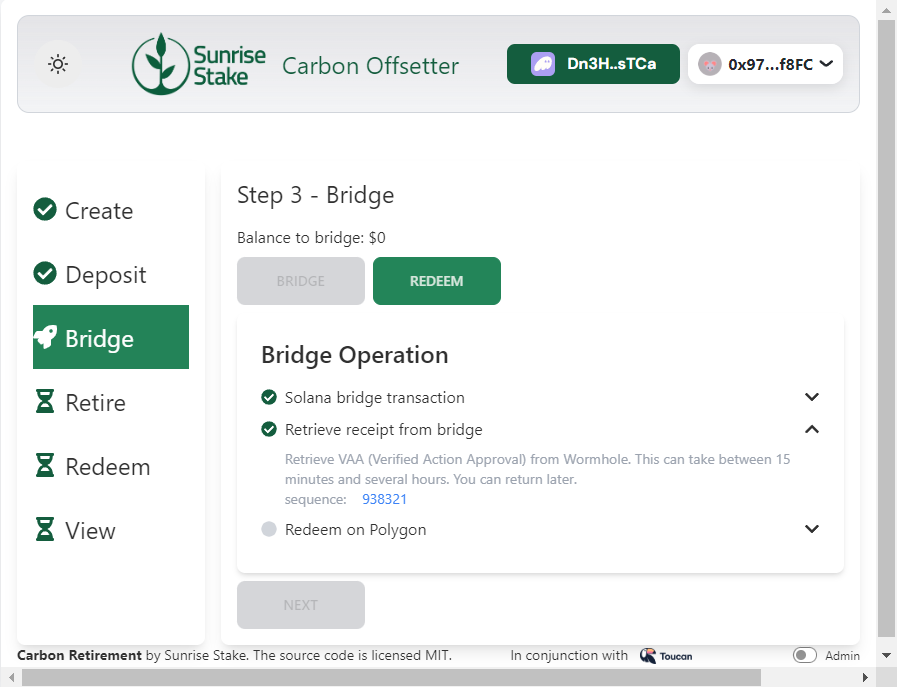 Sunrise
Stake
Carbon Offsetter
Dn3H..sTCa
0x97...f8FC
Create
Deposit
Bridge
Retire
Redeem
View
Step 3 - Bridge
Balance to bridge: $0
BRIDGE
REDEEM
Bridge Operation
Solana bridge transaction
Retrieve receipt from bridge
Retrieve VAA (Verified Action Approval) from Wormhole. This can take between 15
minutes and several hours. You can return later.
sequence: 938321
Redeem on Polygon
NEXT
Carbon Retirement by Sunrise Stake. The source code is licensed MIT.
In conjunction with Toucan
Admin